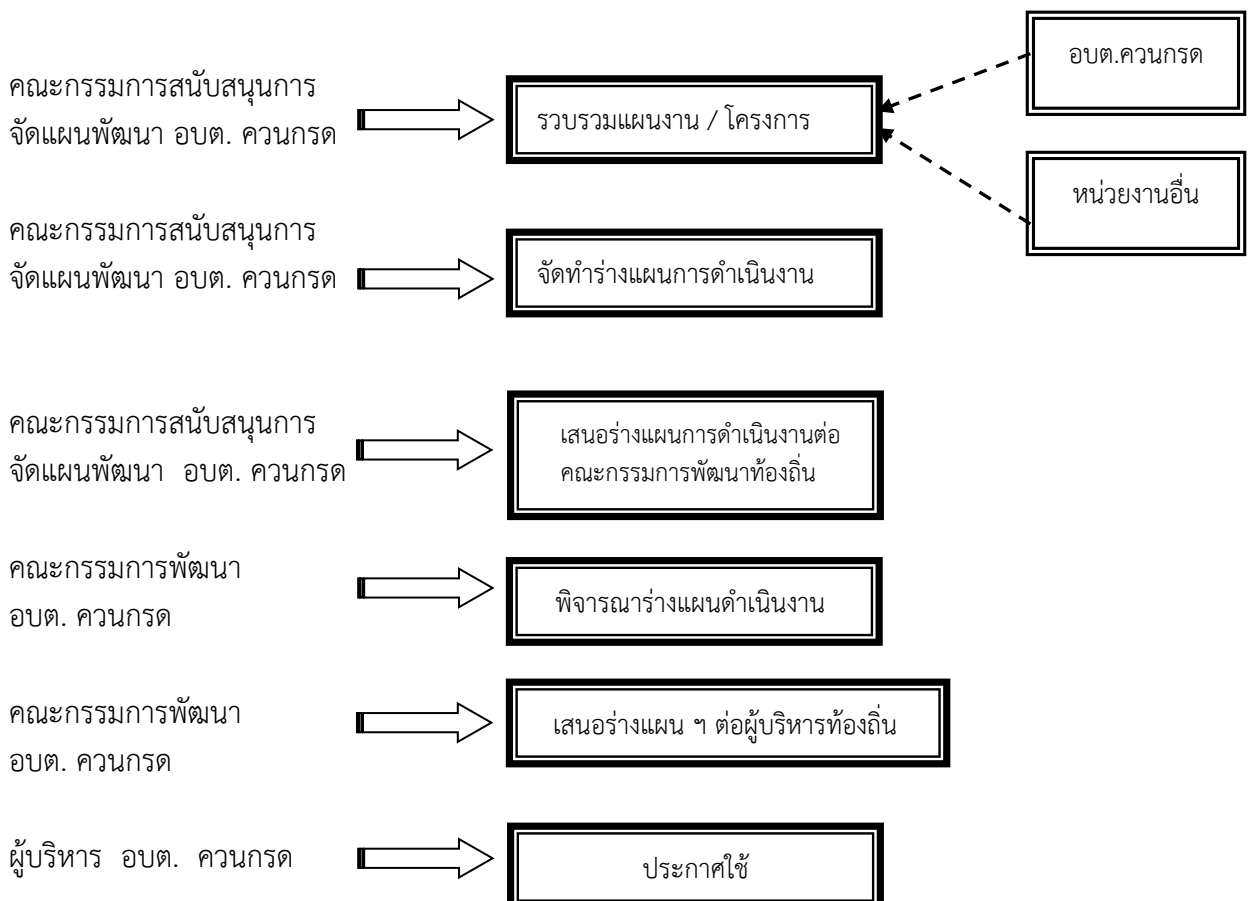 คณะกรรมการสนับสนุนการ
จัดแผนพัฒนา อบต. ควนกรด
รวบรวมแผนงาน / โครงการ
อบต.ควนกรด
หน่วยงานอื่น
คณะกรรมการสนับสนุนการ
จัดแผนพัฒนา อบต. ควนกรด
จัดทำร่างแผนการดำเนินงาน
คณะกรรมการสนับสนุนการ
จัดแผนพัฒนา อบต. ควนกรด
เสนอร่างแผนการดำเนินงานต่อ
คณะกรรมการพัฒนาท้องถิ่น
คณะกรรมการพัฒนา
อบต. ควนกรด
พิจารณาร่างแผนดำเนินงาน
คณะกรรมการพัฒนา
อบต. ควนกรด
เสนอร่างแผน ฯ ต่อผู้บริหารท้องถิ่น
ผู้บริหาร อบต. ควนกรด
ประกาศใช้